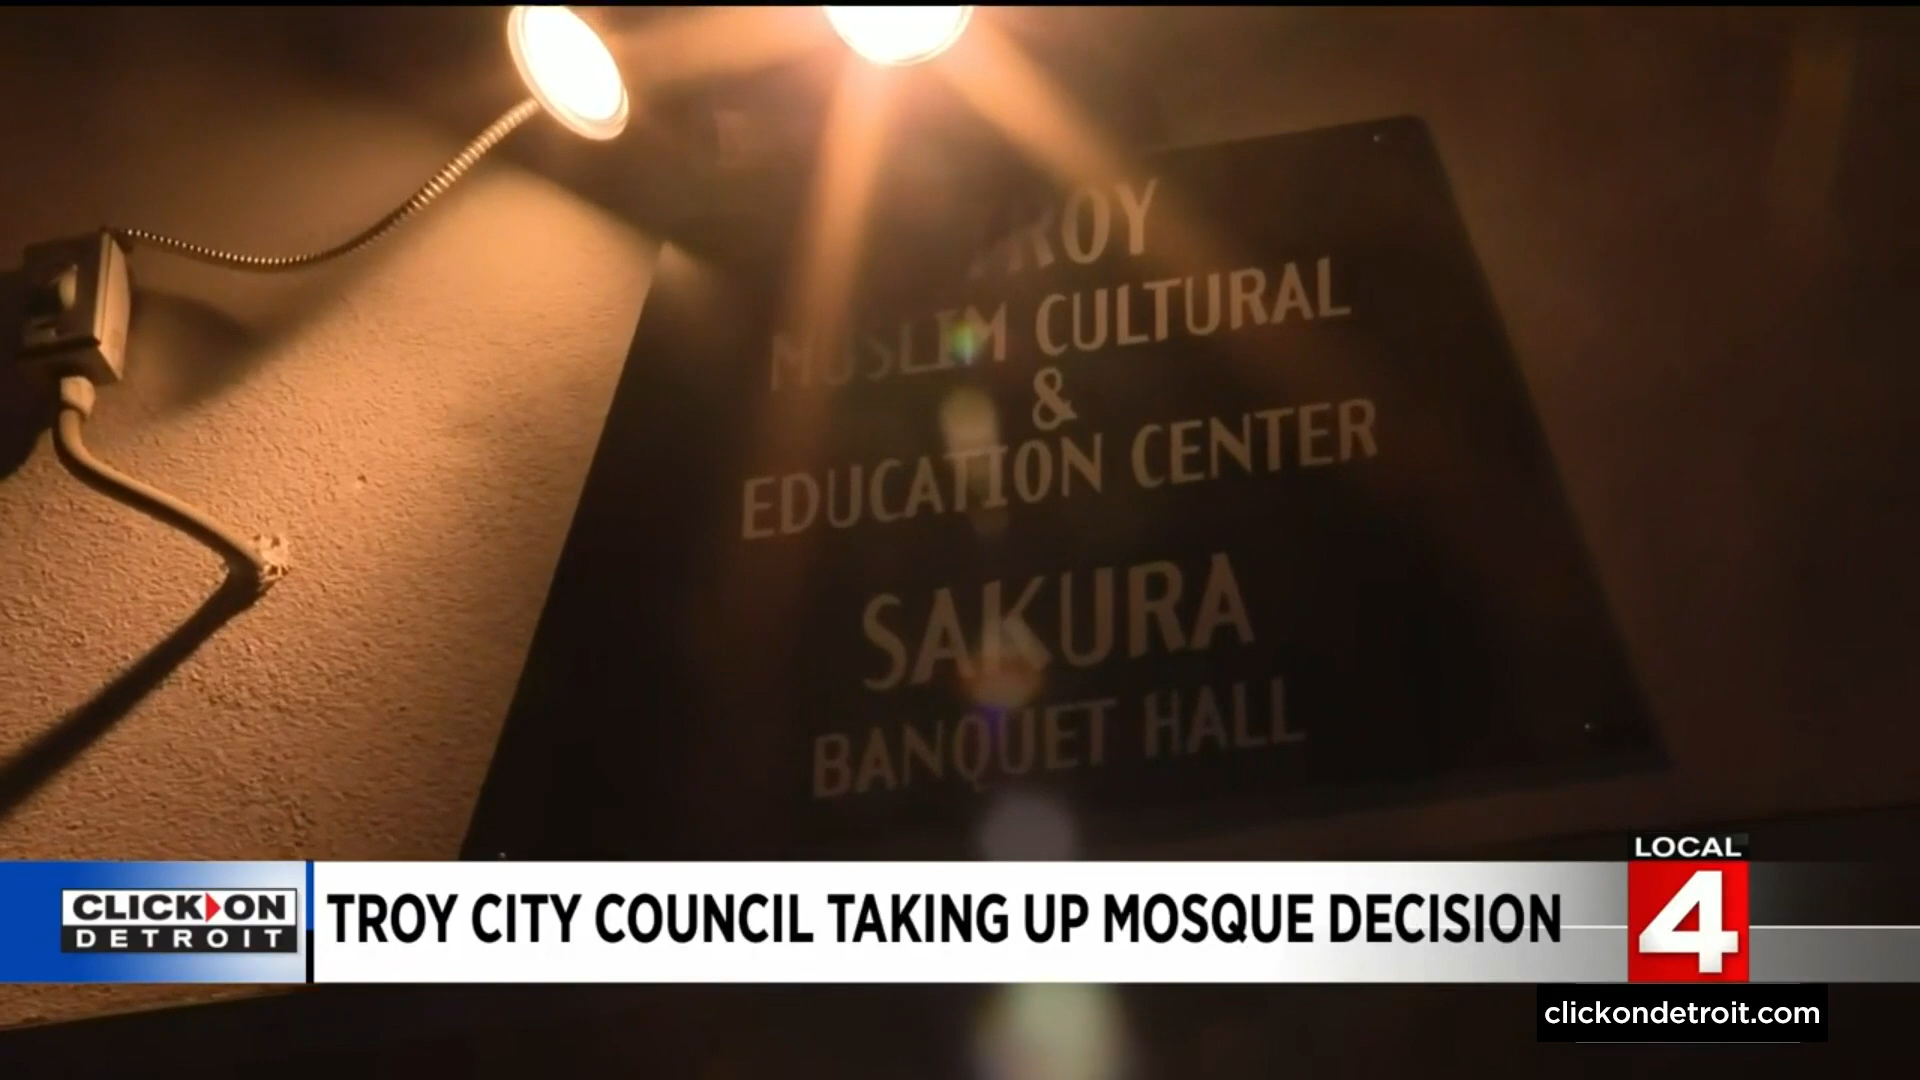 TROY
MUSLIM CULTURAL
&
EDUCATION CENTER
SAKURA
BANQUET HALL
LOCAL
4
CLICK ON
DETROIT
TROY CITY COUNCIL TAKING UP MOSQUE DECISION
clickondetroit.com